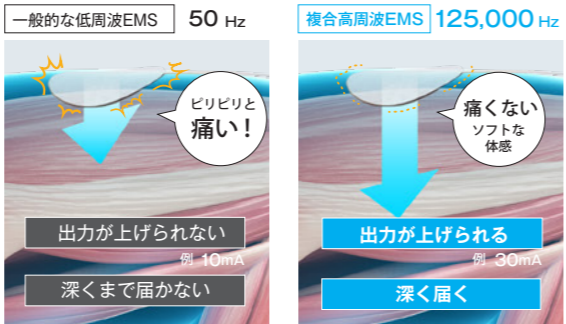 一般的な低周波EMS 50 Hz
ピリピリと
痛い！
出力が上げられない
例 10mA
深くまで届かない
複合高周波EMS 125,000 Hz
痛くない
ソフトな
体感
出力が上げられる
例 30mA
深く届く